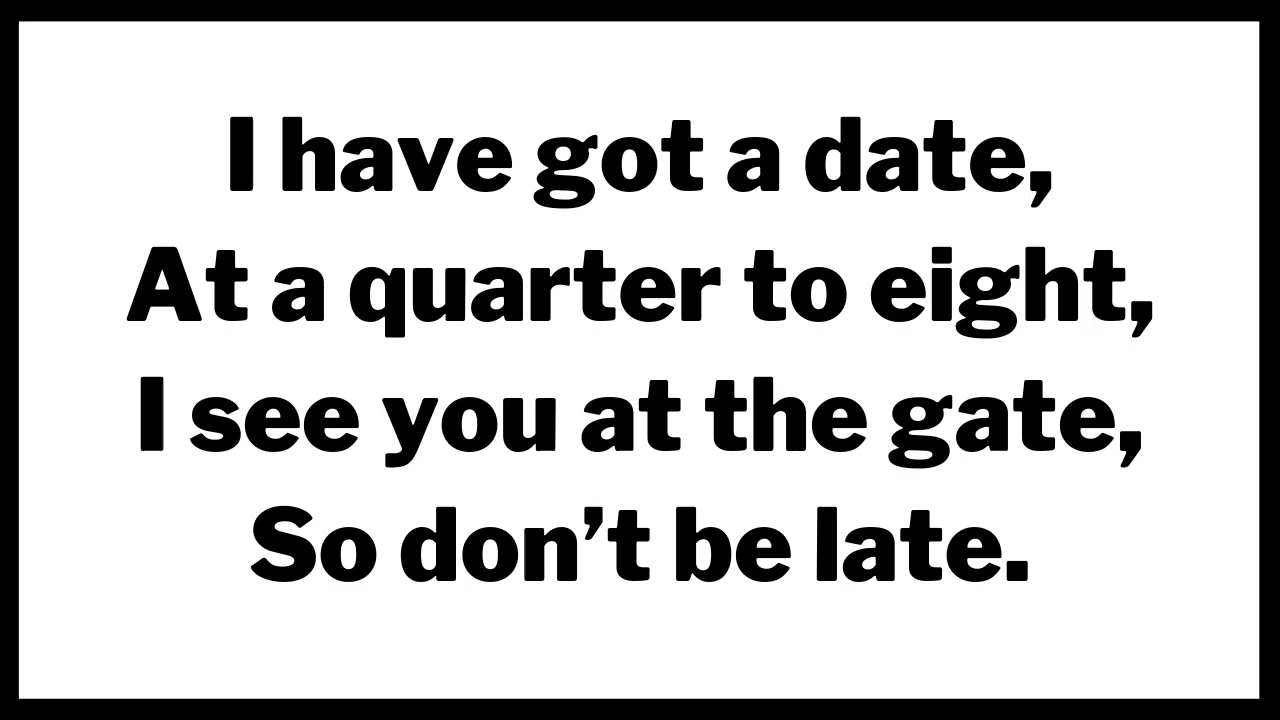 I have got a date,
At a quarter to eight,
I see you at the gate,
So don’t be late.